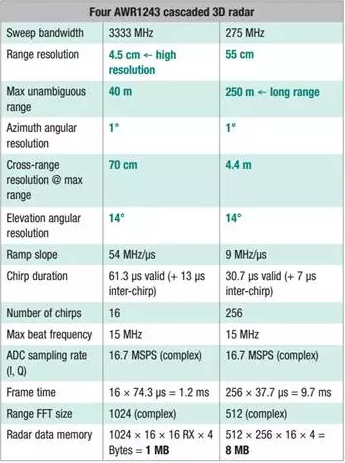 Four AWR1243 cascaded 3D radar
Sweep bandwidth 3333 MHz 275 MHz
Range resolution 4.5 cm ← high 55 cm
resolution
Max unambiguous 40 m 250 m ← long range
range
Azimuth angular 1° 1°
resolution
Cross-range 70 cm 4.4 m
resolution @ max
range
Elevation angular 14° 14°
resolution
Ramp slope 54 MHz/µs 9 MHz/µs
Chirp duration 61.3 µs valid (+ 13 µs 30.7 µs valid (+ 7 µs
inter-chirp) inter-chirp)
Number of chirps 16 256
Max beat frequency 15 MHz 15 MHz
ADC sampling rate 16.7 MSPS (complex) 16.7 MSPS (complex)
(I, Q)
Frame time 16 × 74.3 µs = 1.2 ms 256 × 37.7 µs = 9.7 ms
Range FFT size 1024 (complex) 512 (complex)
Radar data memory 1024 × 16 × 16 RX × 4 512 × 256 × 16 × 4 =
Bytes = 1 MB 8 MB